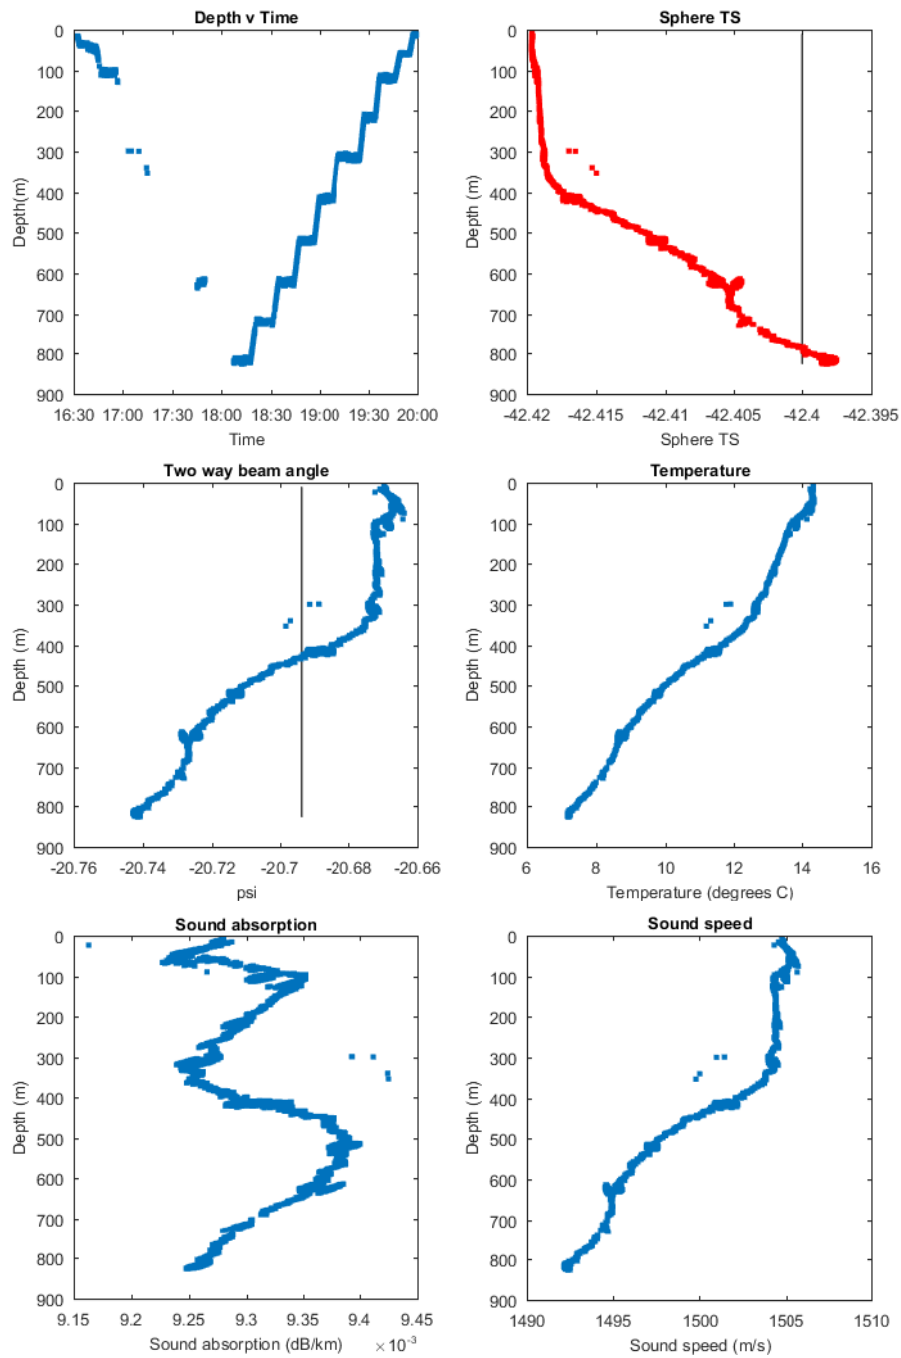 Depth v Time
0
100
200
300
400
500
600
700
800
900
Depth(m)
16:30 17:00 17:30 18:00 18:30 19:00 19:30 20:00
Time
Sphere TS
0
100
200
300
400
500
600
700
800
900
Depth (m)
-42.42 -42.415 -42.41 -42.405 -42.4 -42.395
Sphere TS
Two way beam angle
0
100
200
300
400
500
600
700
800
900
Depth (m)
-20.76 -20.74 -20.72 -20.7 -20.68 -20.66
psi
Temperature
0
100
200
300
400
500
600
700
800
900
Depth (m)
6 8 10 12 14 16
Temperature (degrees C)
Sound absorption
0
100
200
300
400
500
600
700
800
900
Depth (m)
9.15 9.2 9.25 9.3 9.35 9.4 9.45
Sound absorption (dB/km) ×10⁻³
Sound speed
0
100
200
300
400
500
600
700
800
900
Depth (m)
1490 1495 1500 1505 1510
Sound speed (m/s)